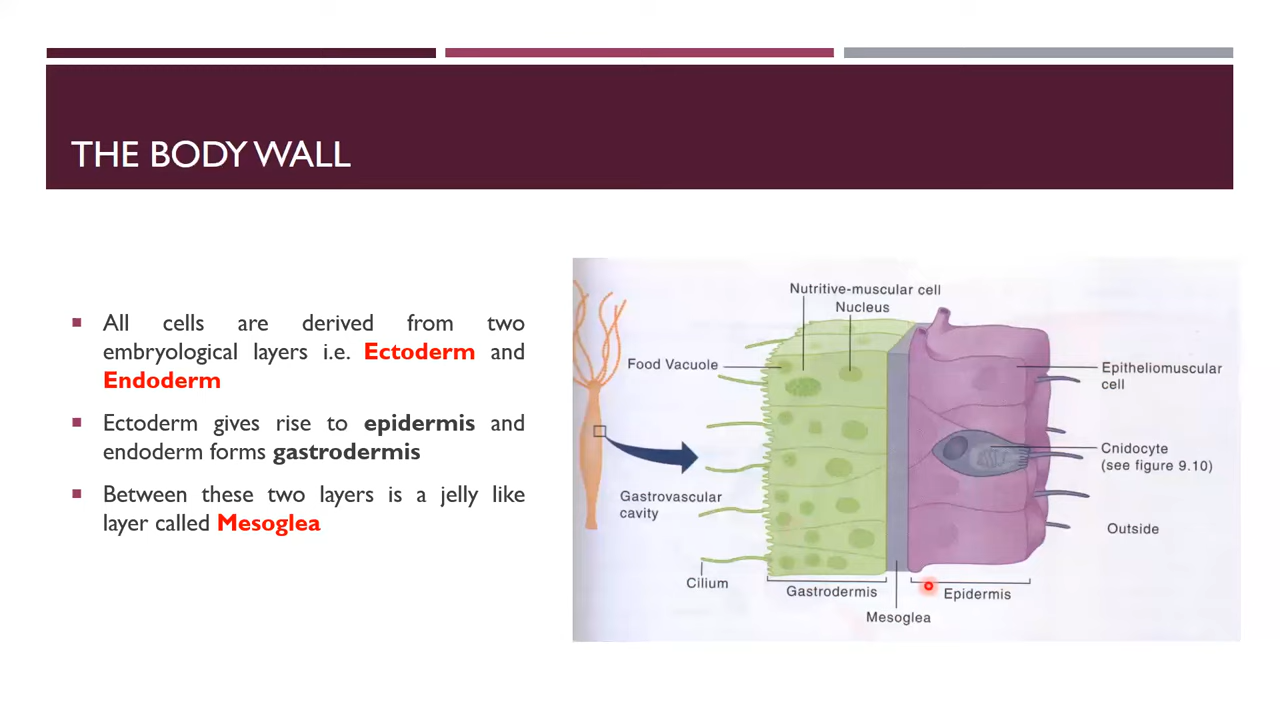 THE BODY WALL
All cells are derived from two
embryological layers i.e. Ectoderm and
Endoderm
Ectoderm gives rise to epidermis and
endoderm forms gastrodermis
Between these two layers is a jelly like
layer called Mesoglea
Nutritive-muscular cell
Nucleus
Food Vacuole
Epitheliomuscular
cell
Cnidocyte
(see figure 9.10)
Gastrovascular
cavity
Outside
Cilium
Gastrodermis
Epidermis
Mesoglea